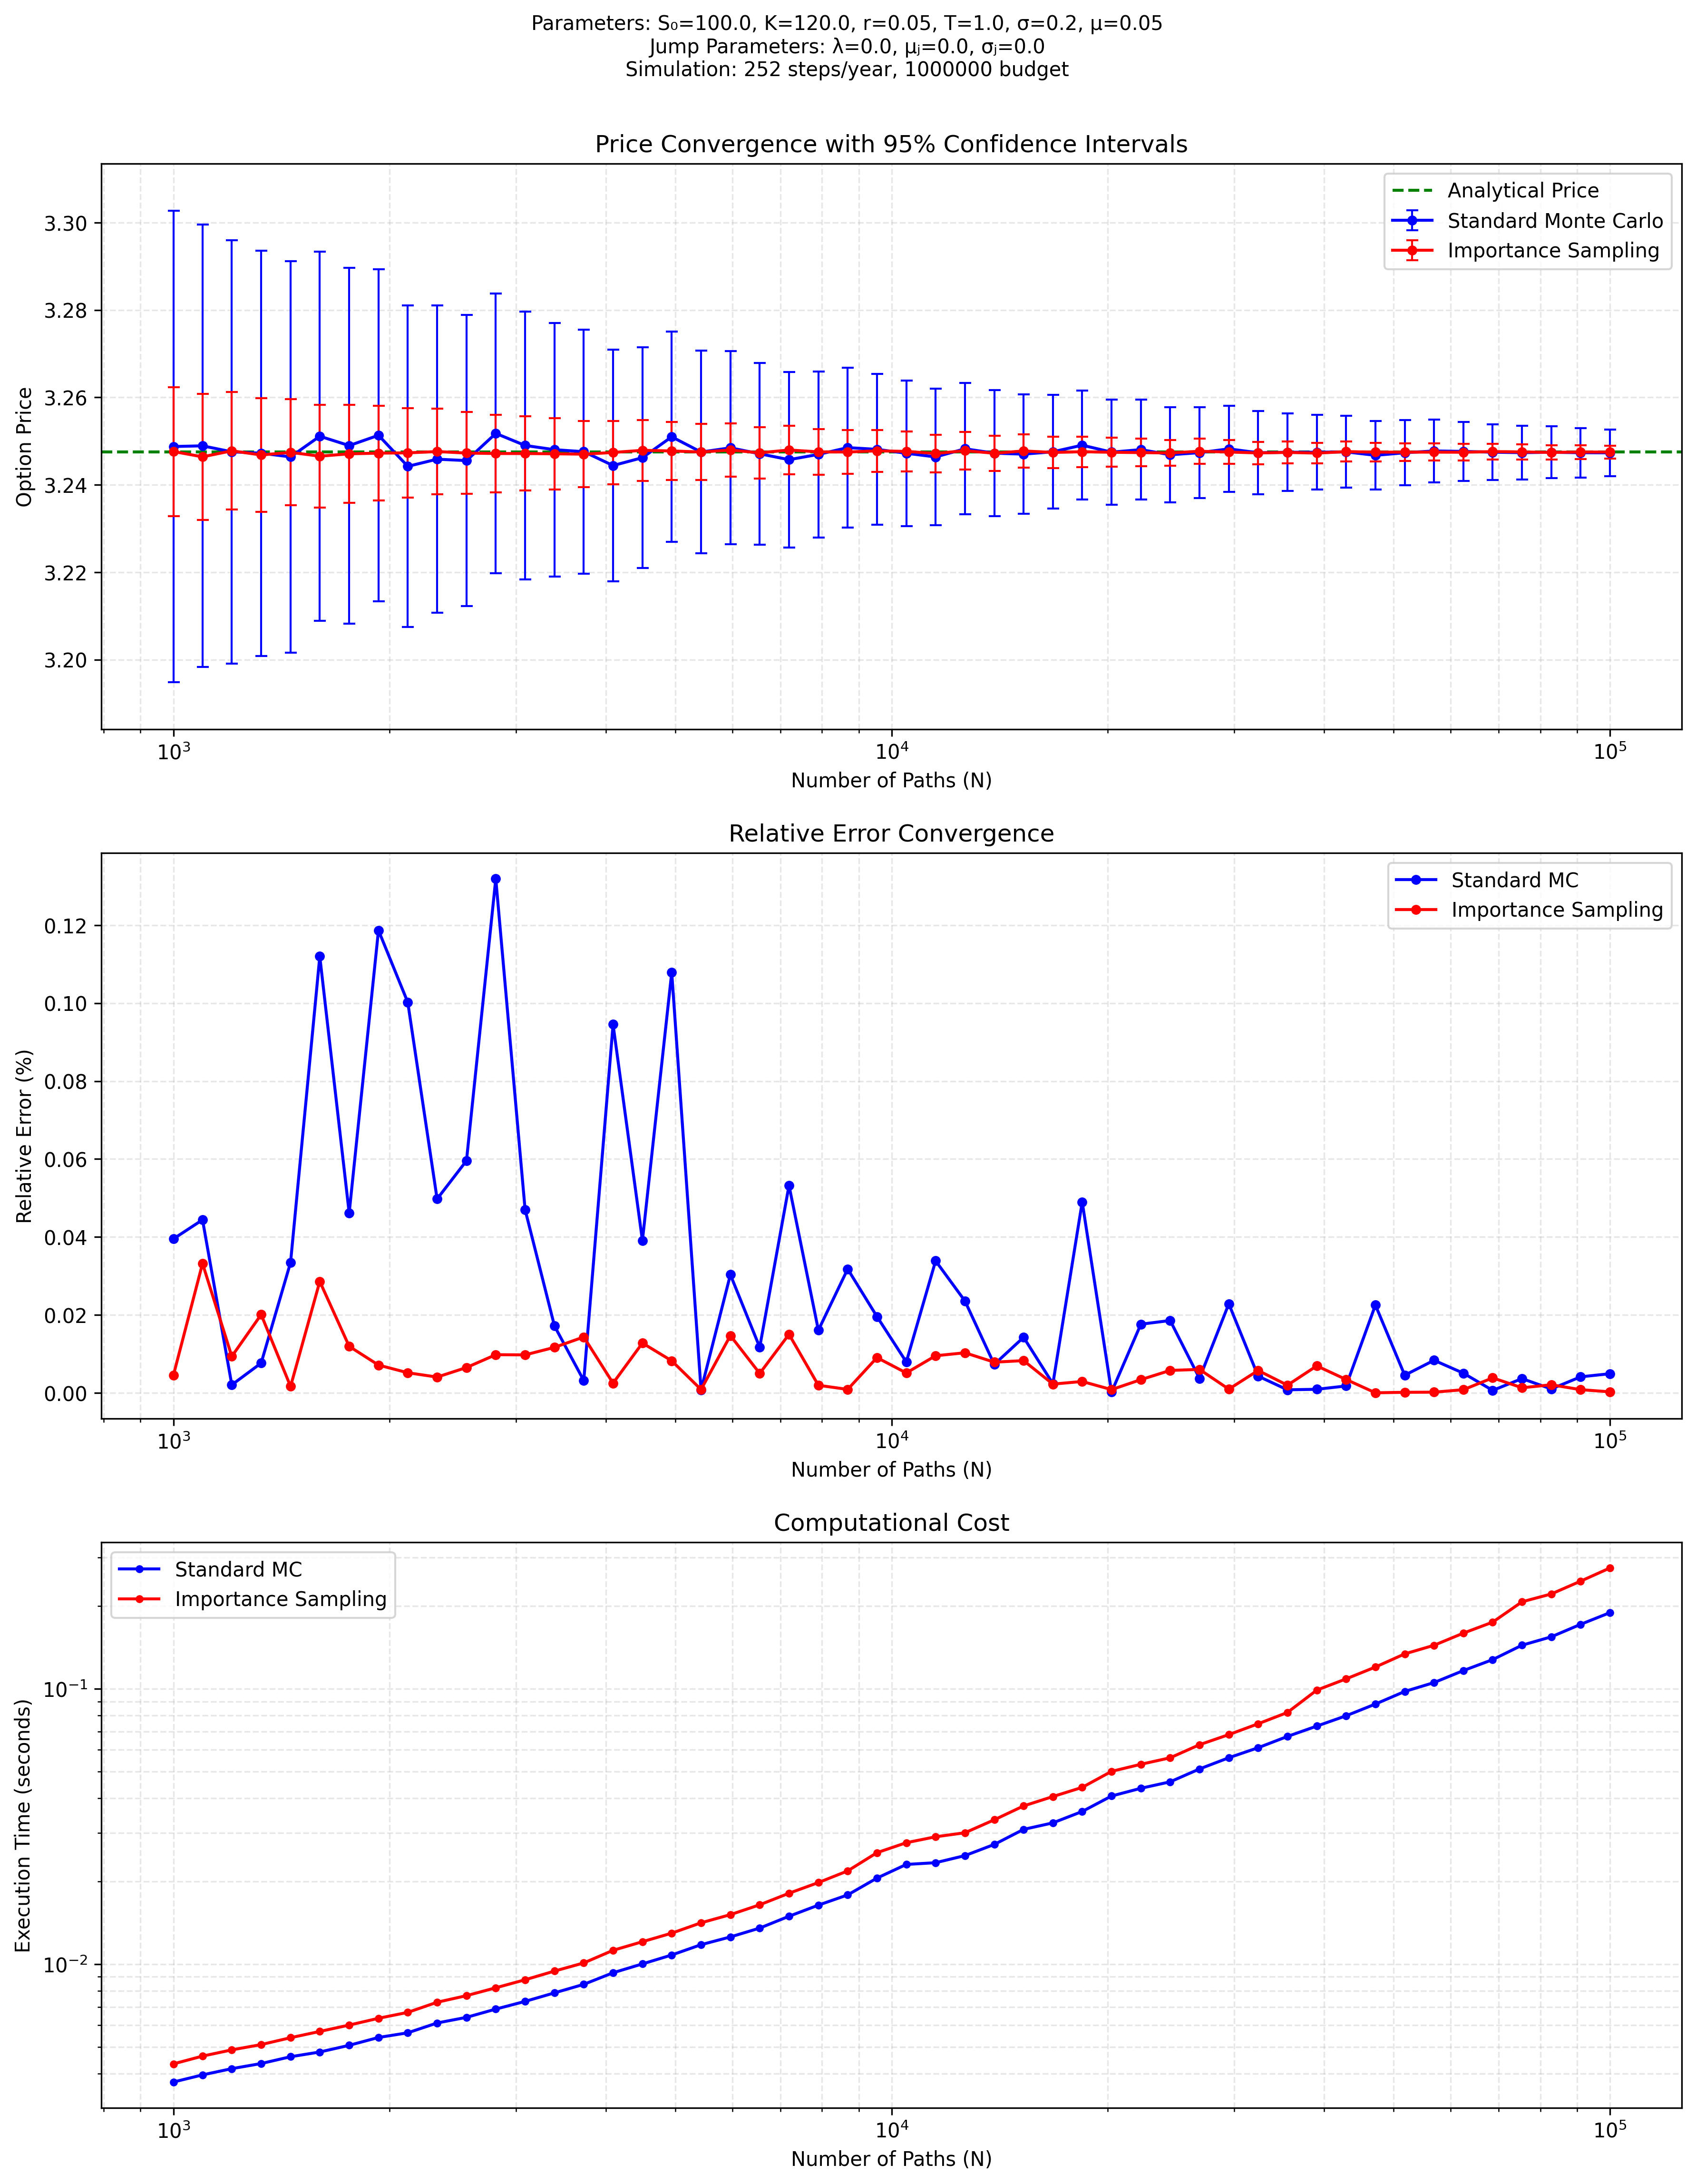 Parameters: S₀=100.0, K=120.0, r=0.05, T=1.0, σ=0.2, μ=0.05
Jump Parameters: λ=0.0, μⱼ=0.0, σⱼ=0.0
Simulation: 252 steps/year, 1000000 budget
Price Convergence with 95% Confidence Intervals
Analytical Price
Standard Monte Carlo
Importance Sampling
3.30
3.28
3.26
3.24
3.22
3.20
Option Price
10³
10⁴
10⁵
Number of Paths (N)
Relative Error Convergence
Standard MC
Importance Sampling
0.12
0.10
0.08
0.06
0.04
0.02
0.00
Relative Error (%)
10³
10⁴
10⁵
Number of Paths (N)
Computational Cost
Standard MC
Importance Sampling
10⁻¹
10⁻²
Execution Time (seconds)
10³
10⁴
10⁵
Number of Paths (N)